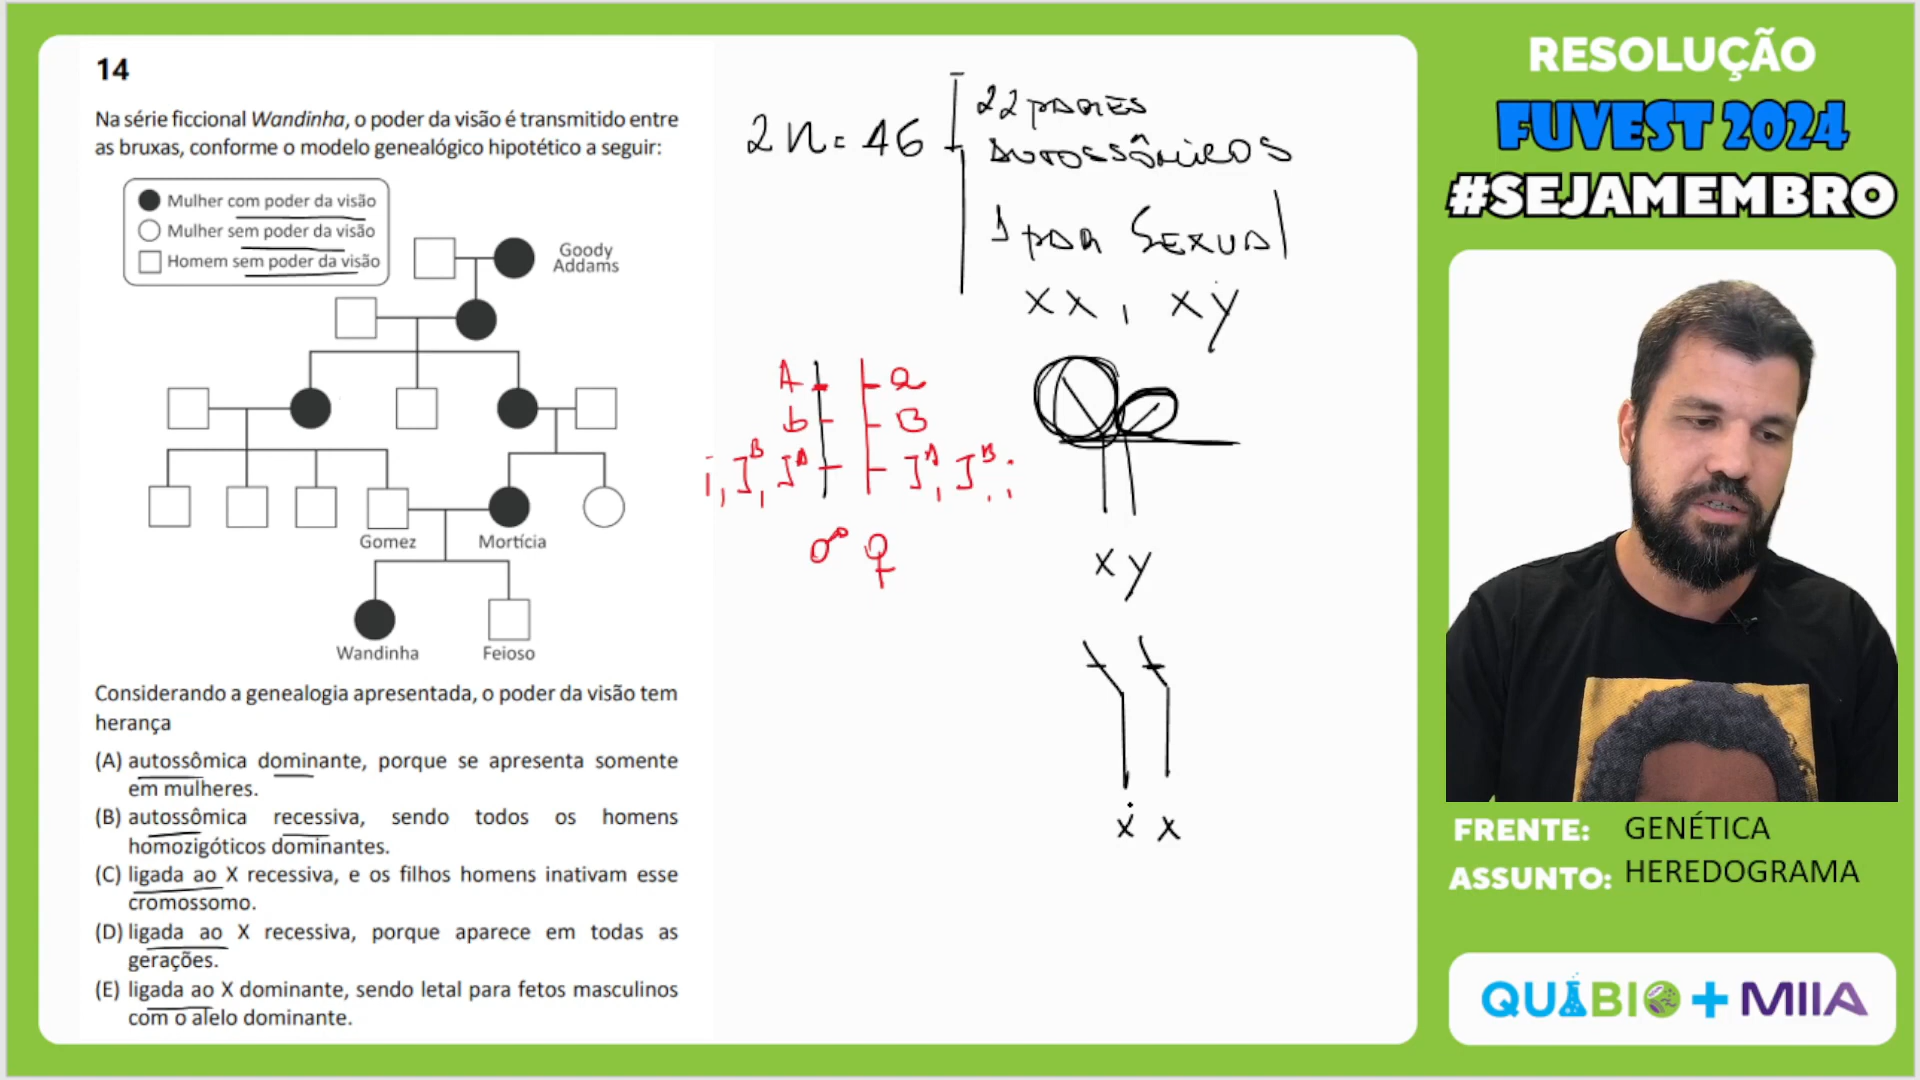 14
Na série ficcional Wandinha, o poder da visão é transmitido entre
as bruxas, conforme o modelo genealógico hipotético a seguir:
Mulher com poder da visão
Mulher sem poder da visão
Homem sem poder da visão
Goody
Addams
Gomez
Mortícia
Wandinha
Feioso
Considerando a genealogia apresentada, o poder da visão tem
herança
(A) autossômica dominante, porque se apresenta somente
em mulheres.
(B) autossômica recessiva, sendo todos os homens
homozigóticos dominantes.
(C) ligada ao X recessiva, e os filhos homens inativam esse
cromossomo.
(D) ligada ao X recessiva, porque aparece em todas as
gerações.
(E) ligada ao X dominante, sendo letal para fetos masculinos
com o alelo dominante.
2n=46
22 pares
autossômicos
1 par sexual
xx, xy
A a
b B
i, I^B, I^A I^A, I^B, i
♂ ♀
x y
x x
RESOLUÇÃO
FUVEST 2024
#SEJAMEMBRO
FRENTE: GENÉTICA
ASSUNTO: HEREDOGRAMA
QUÍBIO + MIIA